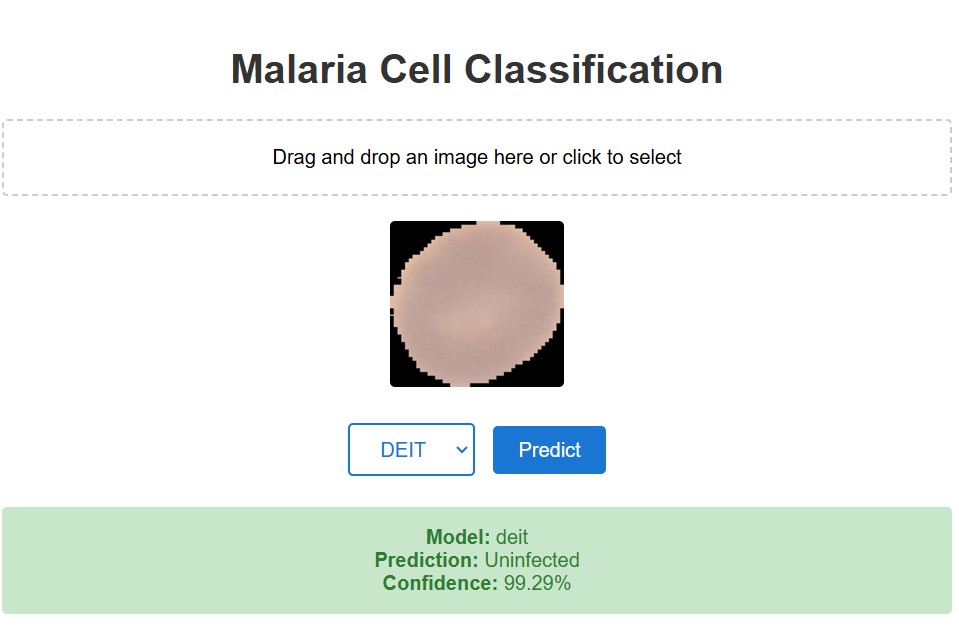 Malaria Cell Classification
Drag and drop an image here or click to select
DEIT
Predict
Model: deit
Prediction: Uninfected
Confidence: 99.29%